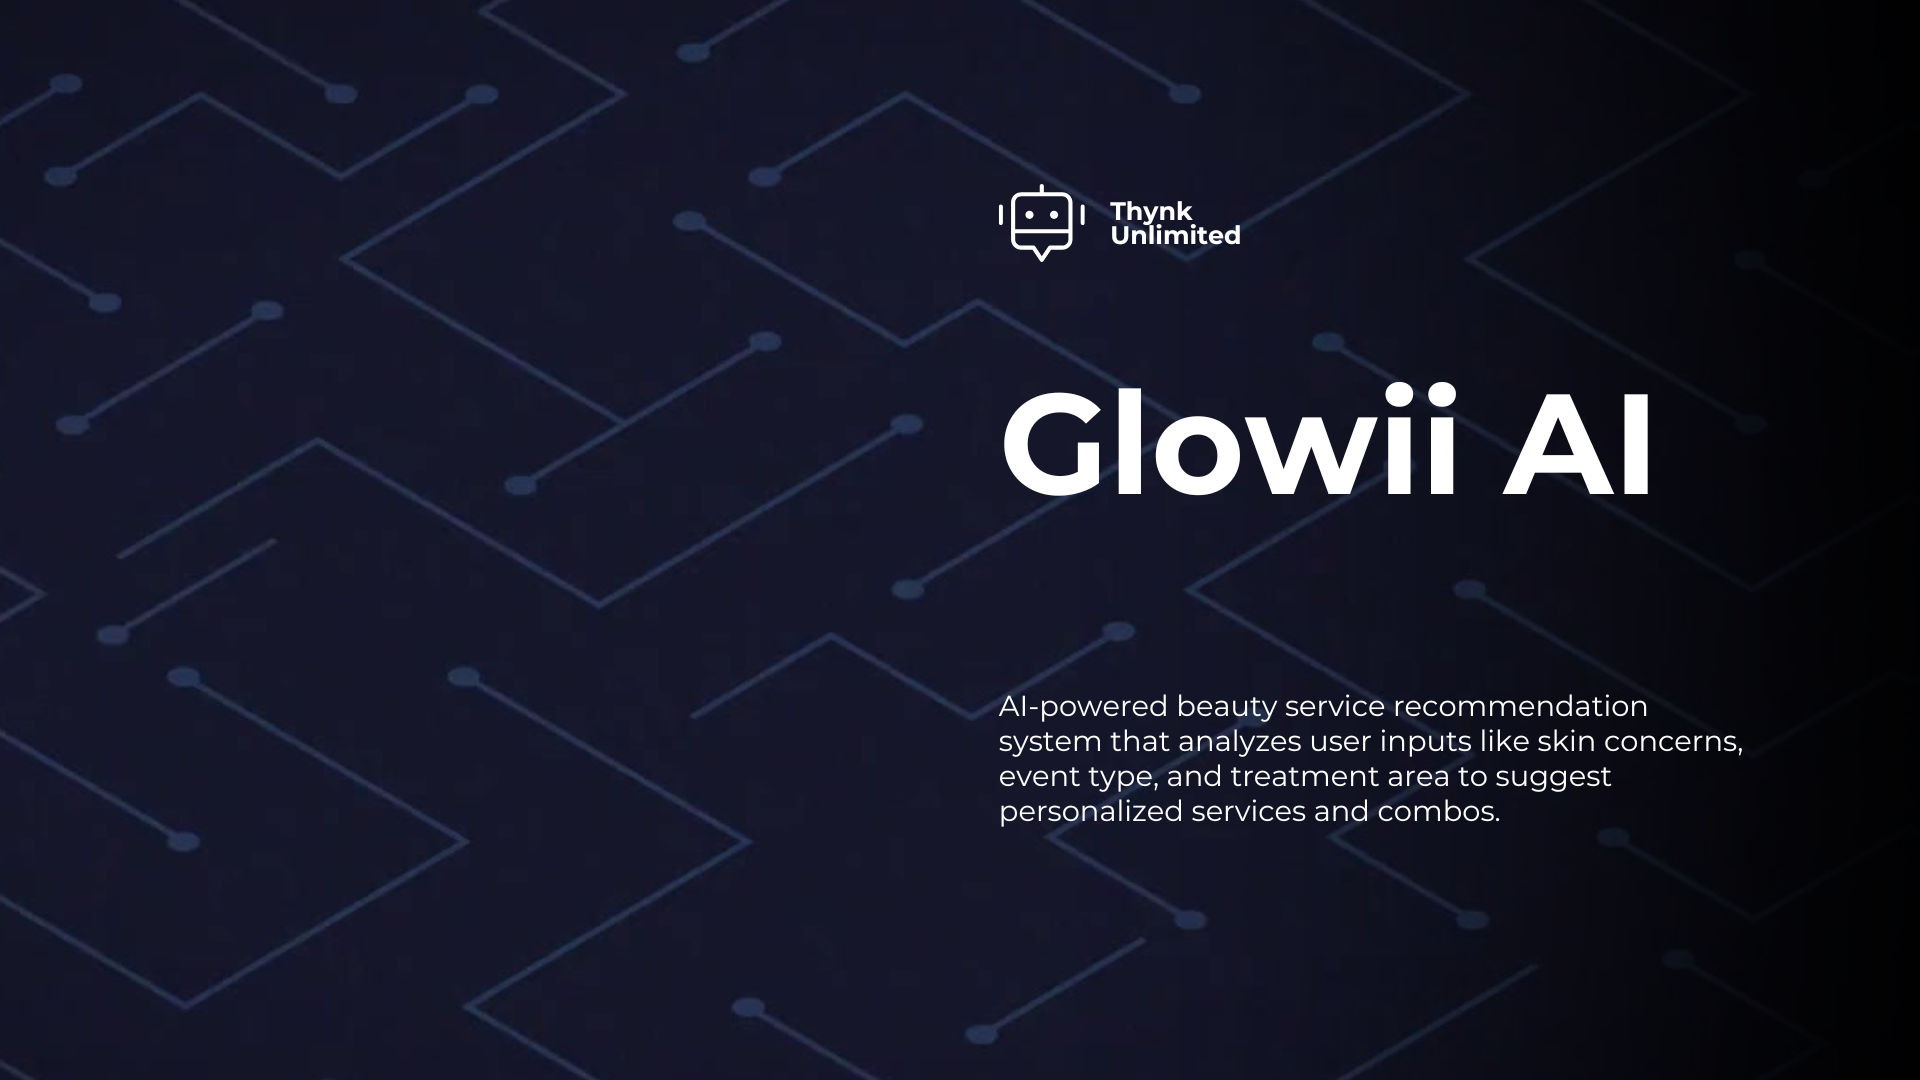 Thynk
Unlimited
Glowii AI
AI-powered beauty service recommendation
system that analyzes user inputs like skin concerns,
event type, and treatment area to suggest
personalized services and combos.